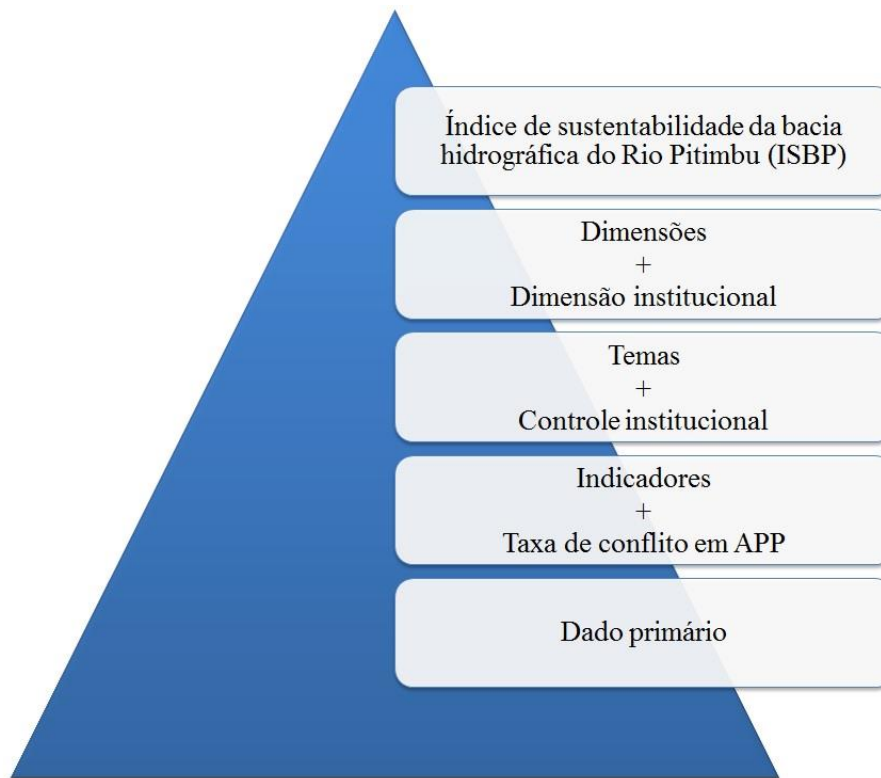 Índice de sustentabilidade da bacia
hidrográfica do Rio Pitimbu (ISBP)
Dimensões
+
Dimensão institucional
Temas
+
Controle institucional
Indicadores
+
Taxa de conflito em APP
Dado primário